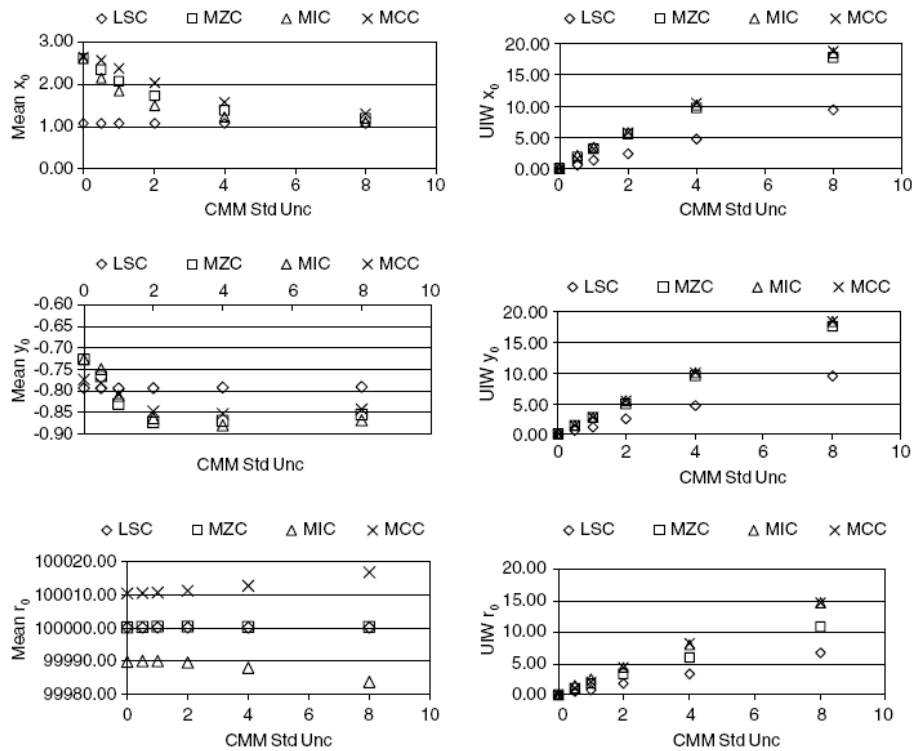 LSC MZC MIC MCC
3.00
2.00
1.00
0.00
Mean x0
0 2 4 6 8 10
CMM Std Unc
LSC MZC MIC MCC
20.00
15.00
10.00
5.00
0.00
UIW x0
0 2 4 6 8 10
CMM Std Unc
LSC MZC MIC MCC
0 2 4 6 8 10
-0.60
-0.65
-0.70
-0.75
-0.80
-0.85
-0.90
Mean y0
CMM Std Unc
LSC MZC MIC MCC
20.00
15.00
10.00
5.00
0.00
UIW y0
0 2 4 6 8 10
CMM Std Unc
LSC MZC MIC MCC
100020.00
100010.00
100000.00
99990.00
99980.00
Mean r0
0 2 4 6 8 10
CMM Std Unc
LSC MZC MIC MCC
20.00
15.00
10.00
5.00
0.00
UIW r0
0 2 4 6 8 10
CMM Std Unc